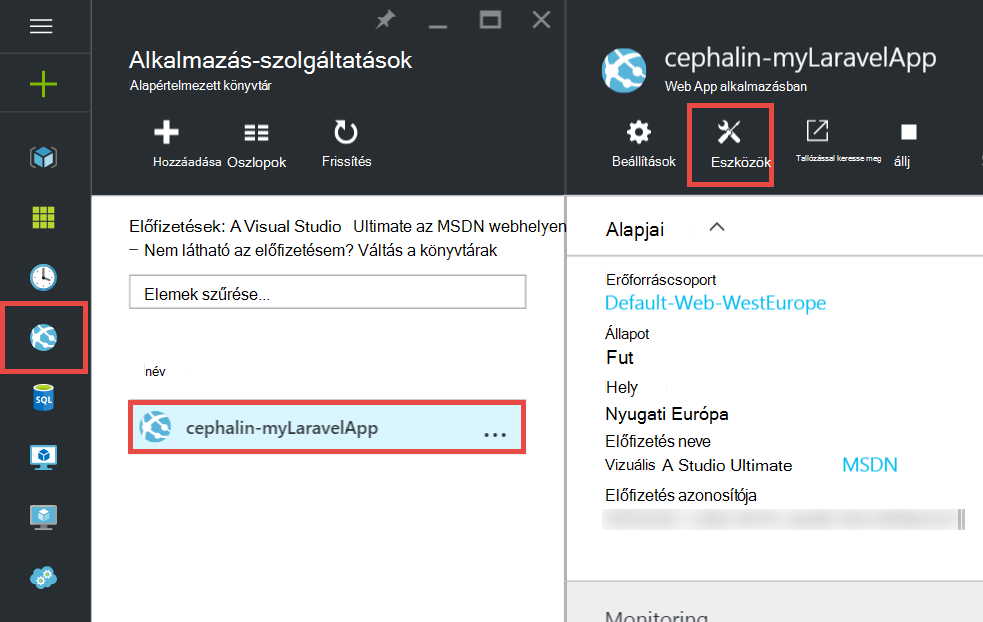 Alkalmazás-szolgáltatások
Alapértelmezett könyvtár
Hozzáadása Oszlopok Frissítés
Előfizetések: A Visual Studio Ultimate az MSDN webhelyen
– Nem látható az előfizetésem? Váltás a könyvtárak
Elemek szűrése...
név
cephalin-myLaravelApp ...
SQL
cephalin-myLaravelApp
Web App alkalmazásban
Beállítások Eszközök Tallózással keresse meg állj
Alapjai
Erőforráscsoport
Default-Web-WestEurope
Állapot
Fut
Hely
Nyugati Európa
Előfizetés neve
Vizuális A Studio Ultimate MSDN
Előfizetés azonosítója
Monitoring